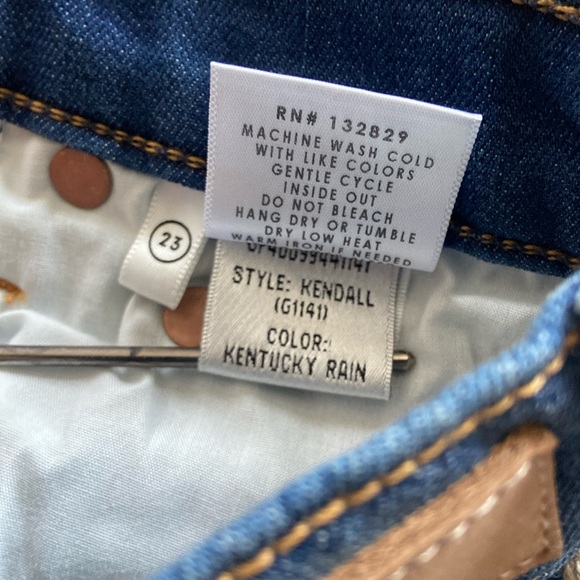 RN# 132829
MACHINE WASH COLD
WITH LIKE COLORS
GENTLE CYCLE
INSIDE OUT
DO NOT BLEACH
HANG DRY OR TUMBLE
DRY LOW HEAT
WARM IRON IF NEEDED
23
STYLE: KENDALL
(G1141)
COLOR:
KENTUCKY RAIN